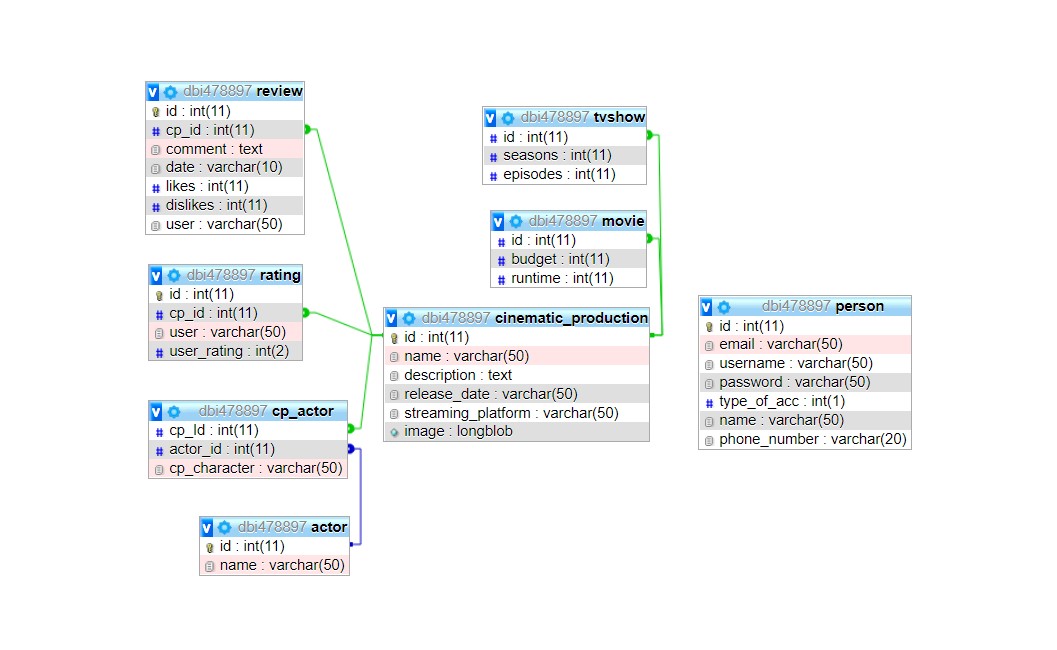 dbi478897 review
id : int(11)
cp_id : int(11)
comment : text
date : varchar(10)
likes : int(11)
dislikes : int(11)
user : varchar(50)
dbi478897 rating
id : int(11)
cp_id : int(11)
user : varchar(50)
user_rating : int(2)
dbi478897 cp_actor
cp_Id : int(11)
actor_id : int(11)
cp_character : varchar(50)
dbi478897 actor
id : int(11)
name : varchar(50)
dbi478897 tvshow
id : int(11)
seasons : int(11)
episodes : int(11)
dbi478897 movie
id : int(11)
budget : int(11)
runtime : int(11)
dbi478897 cinematic_production
id : int(11)
name : varchar(50)
description : text
release_date : varchar(50)
streaming_platform : varchar(50)
image : longblob
dbi478897 person
id : int(11)
email : varchar(50)
username : varchar(50)
password : varchar(50)
type_of_acc : int(1)
name : varchar(50)
phone_number : varchar(20)